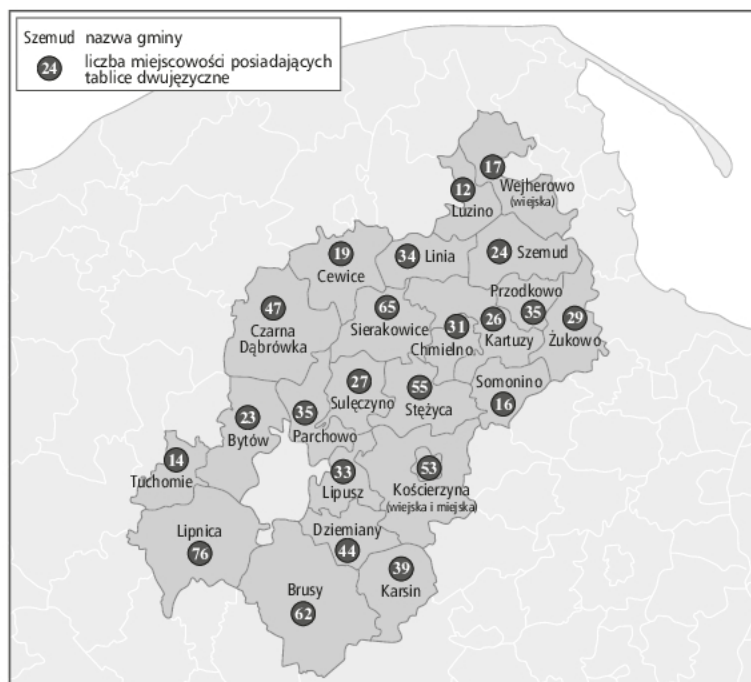 Szemud nazwa gminy
24 liczba miejscowości posiadających
tablice dwujęzyczne
17
Wejherowo
(wiejska)
12
Luzino
19
Cewice
34 Linia
24 Szemud
47
Czarna
Dąbrówka
65
Sierakowice
31
Chmielno
26
Kartuzy
Przodkowo
35
29
Żukowo
27
Sulęczyno
55
Stężyca
Somonino
16
23
Bytów
35
Parchowo
14
Tuchomie
33
Lipusz
53
Kościerzyna
(wiejska i miejska)
Lipnica
76
Dziemiany
44
39
Karsin
Brusy
62